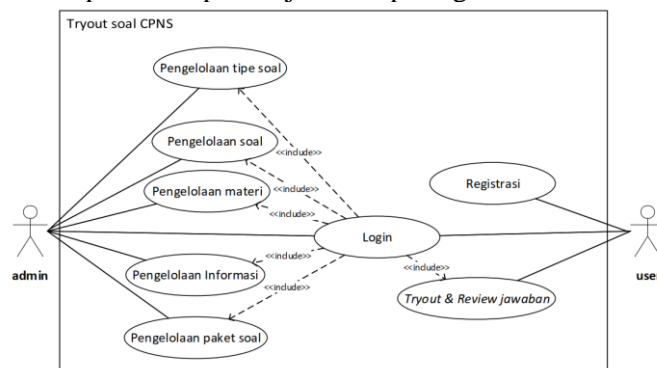 Tryout soal CPNS
Pengelolaan tipe soal
Pengelolaan soal
<<include>>
Pengelolaan materi
<<include>>
Registrasi
<<include>>
Login
admin
Pengelolaan Informasi
<<include>>
<<include>>
user
<<include>>
Tryout & Review jawaban
Pengelolaan paket soal